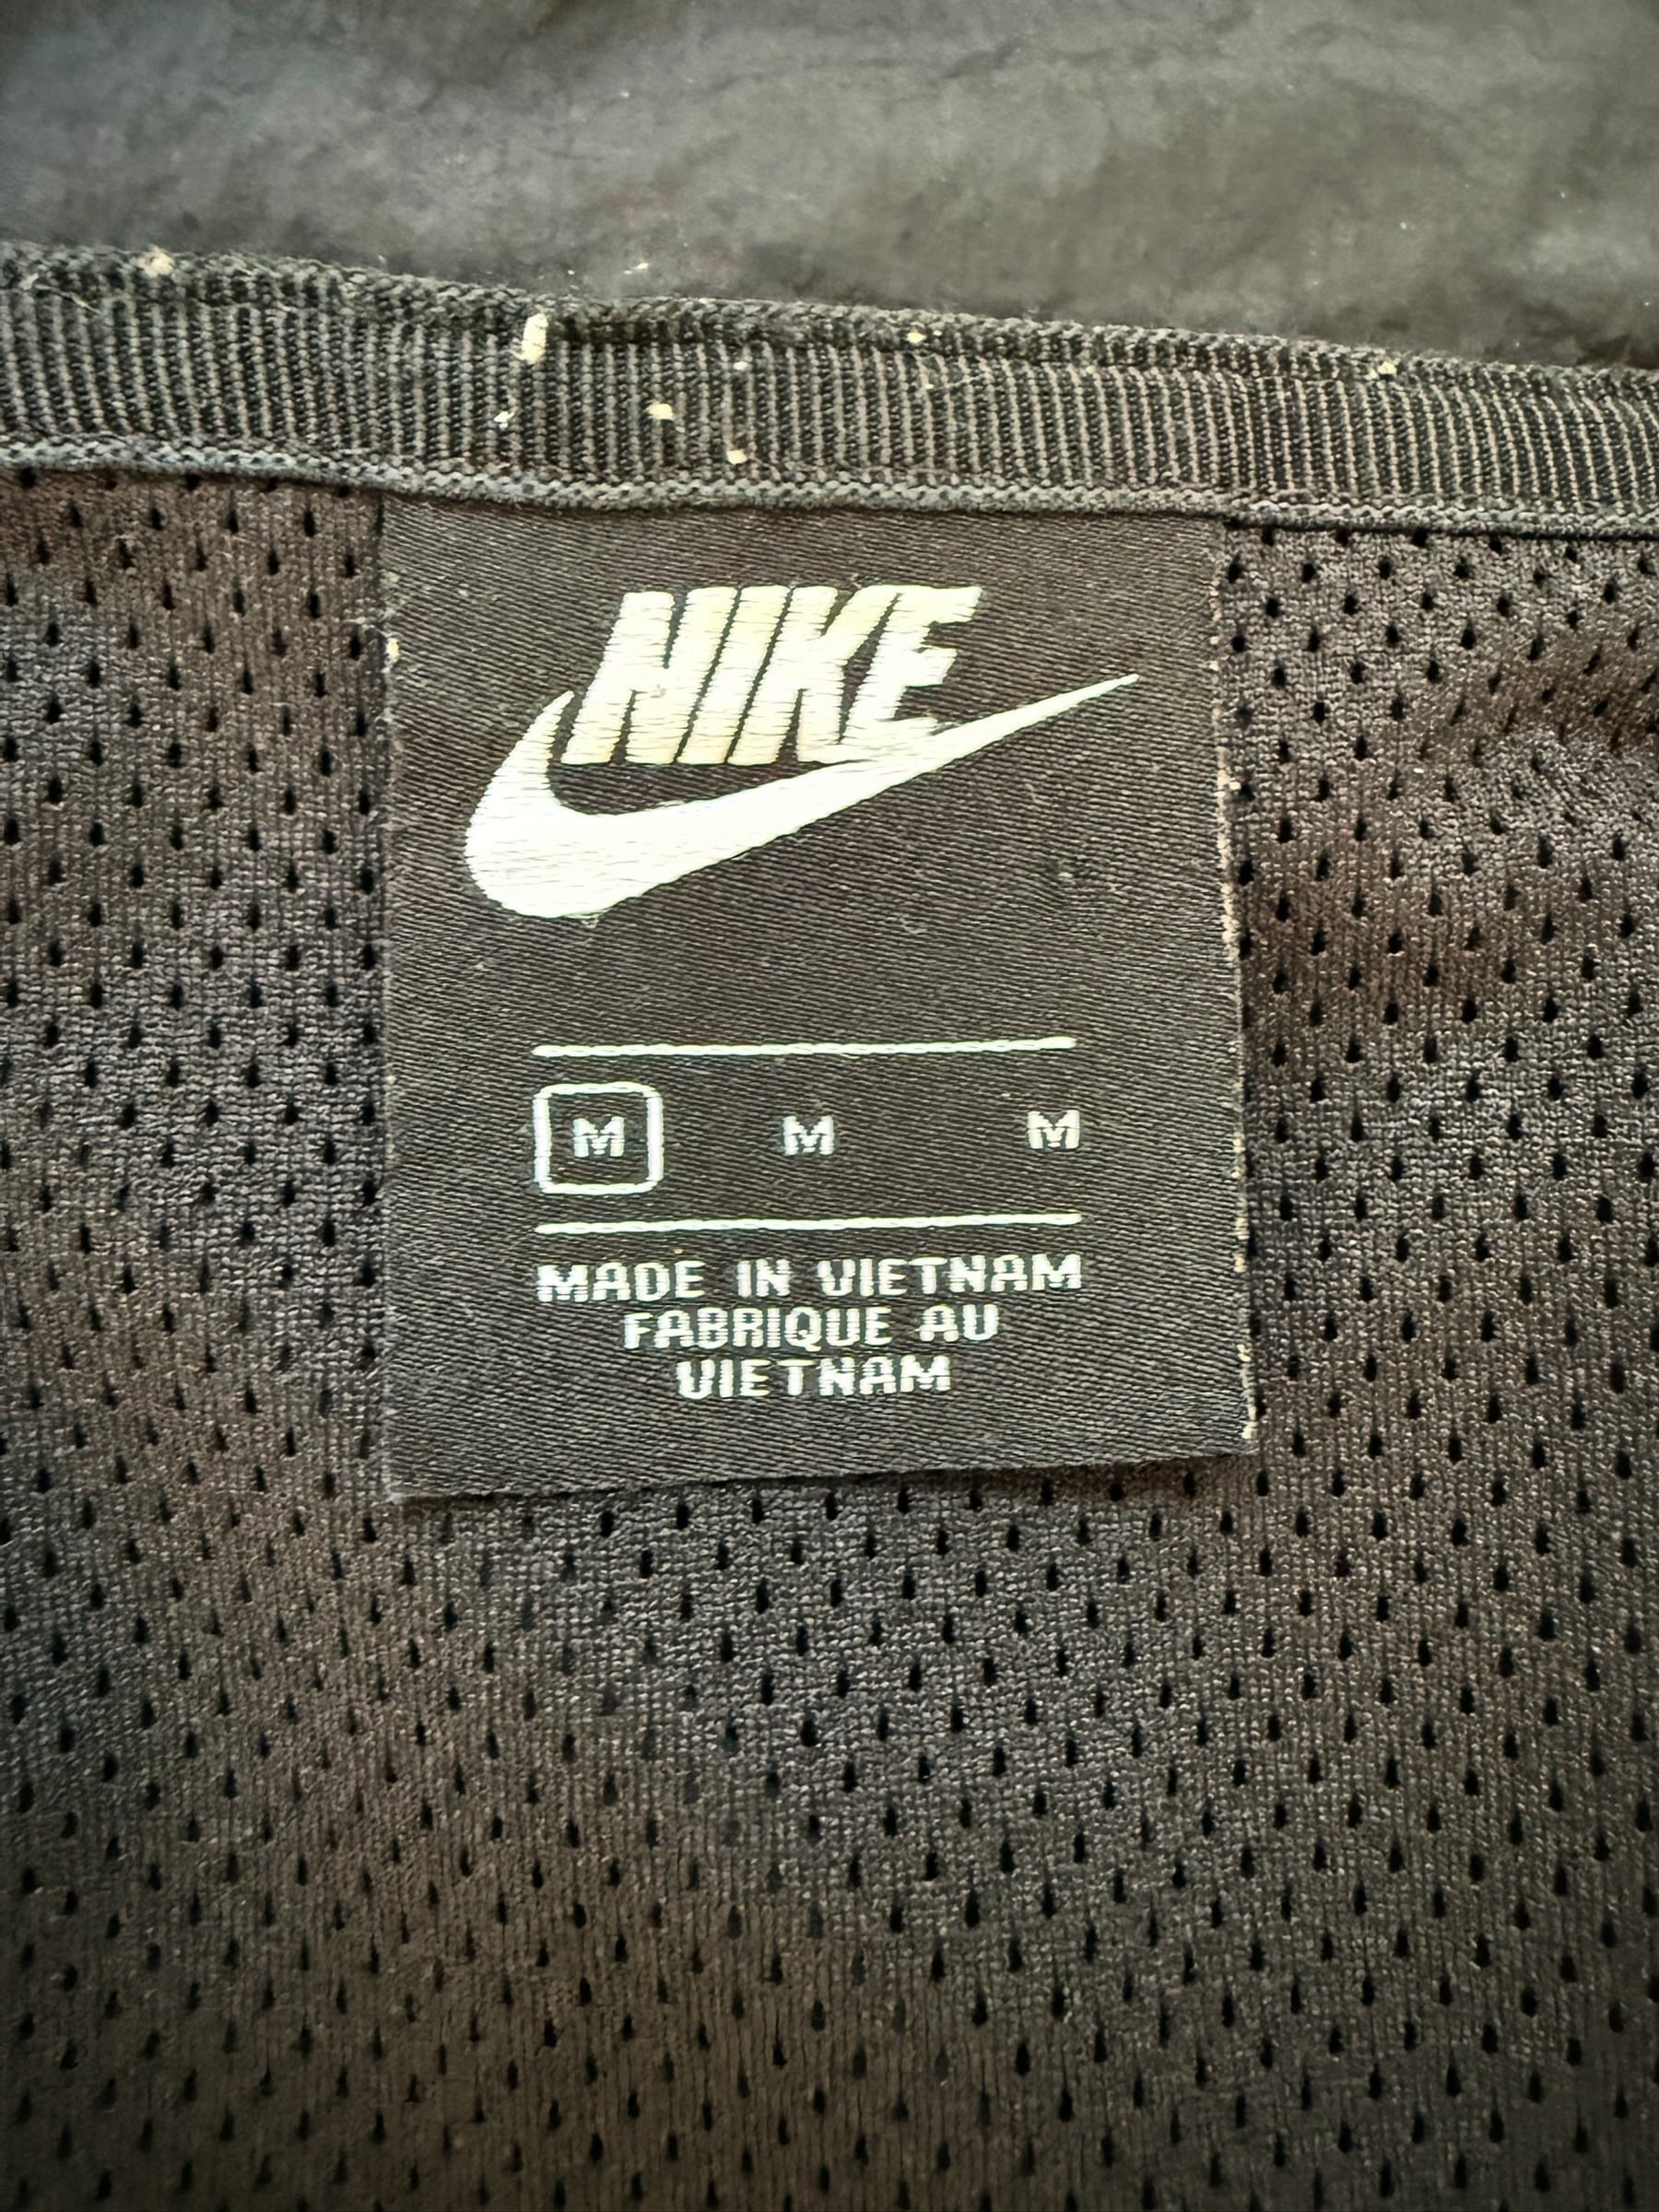 NIKE
M M M
MADE IN VIETNAM
FABRIQUE AU
VIETNAM